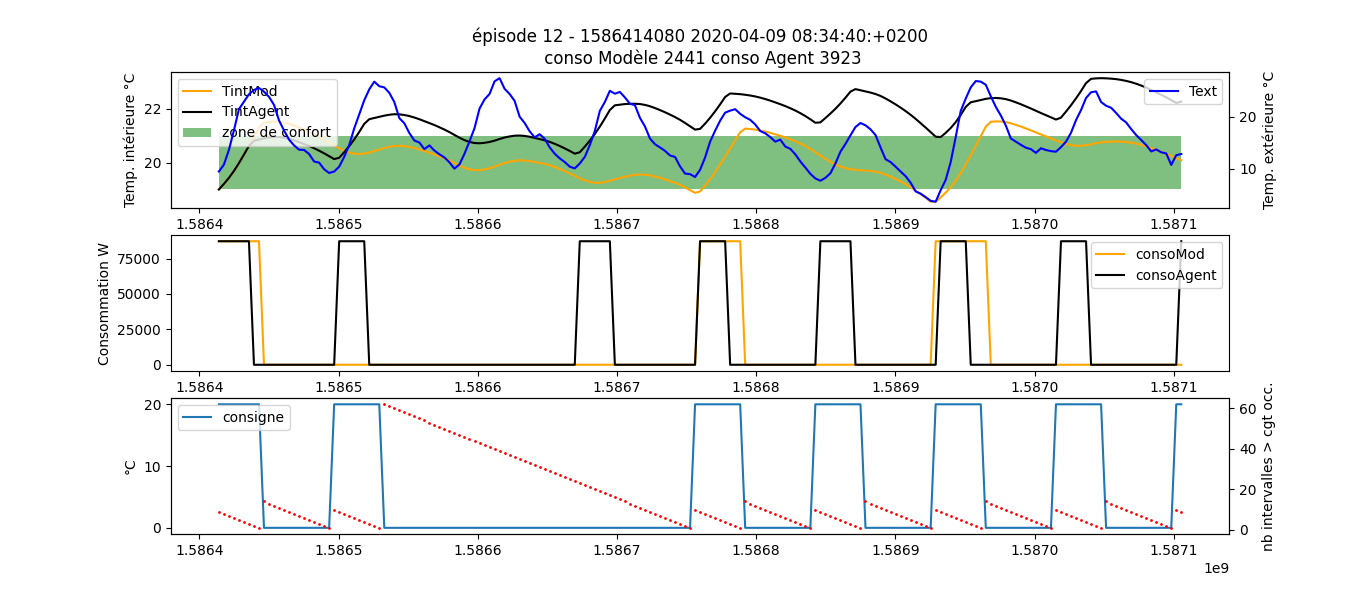 épisode 12 - 1586414080 2020-04-09 08:34:40:+0200
conso Modèle 2441 conso Agent 3923
Temp. intérieure °C
22
20
TintMod
TintAgent
zone de confort
Text
20
10
Temp. extérieure °C
1.5864 1.5865 1.5866 1.5867 1.5868 1.5869 1.5870 1.5871
Consommation W
75000
50000
25000
0
consoMod
consoAgent
1.5864 1.5865 1.5866 1.5867 1.5868 1.5869 1.5870 1.5871
°C
20
10
0
consigne
60
40
20
0
nb intervalles > cgt occ.
1.5864 1.5865 1.5866 1.5867 1.5868 1.5869 1.5870 1.5871
1e9